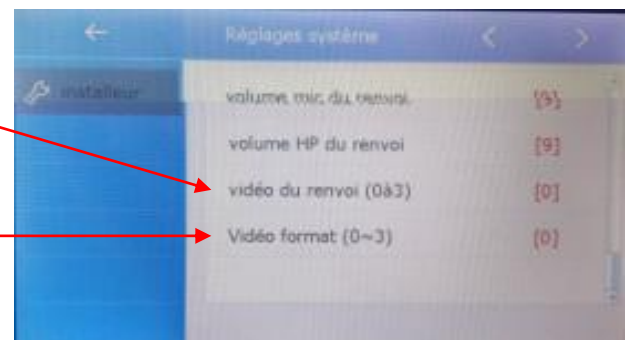 Réglages système
installeur
volume mic du renvoi [9]
volume HP du renvoi [9]
vidéo du renvoi (0à3) [0]
Vidéo format (0~3) [0]